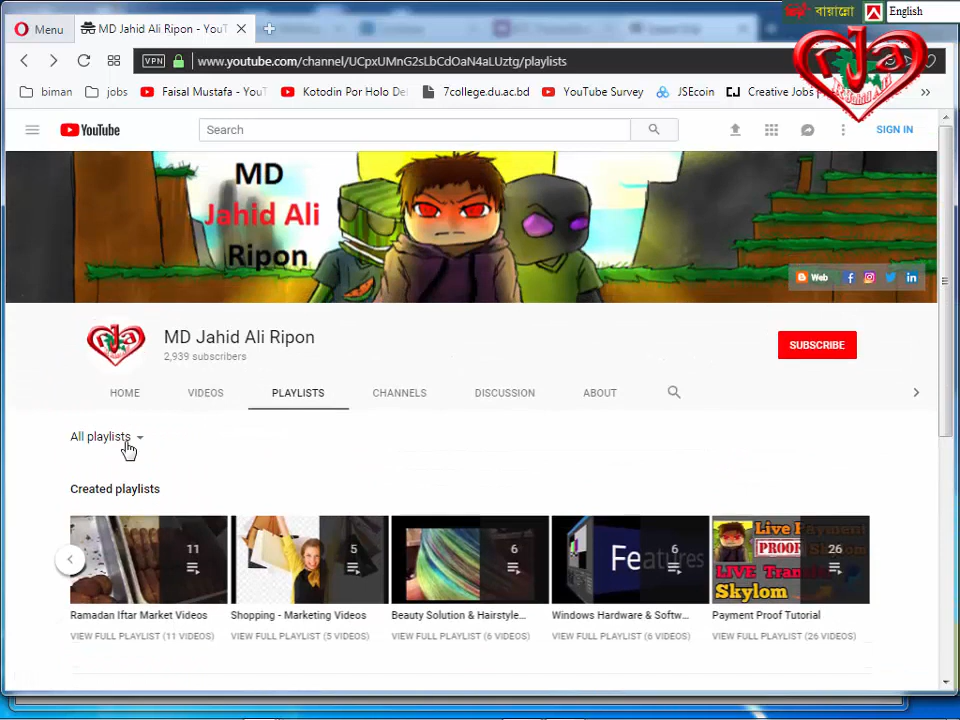 বায়ান্নো English
Menu MD Jahid Ali Ripon - YouT
VPN www.youtube.com/channel/UCpxUMnG2sLbCdOaN4aLUztg/playlists
biman jobs Faisal Mustafa - YouT Kotodin Por Holo De 7college.du.ac.bd YouTube Survey JSEcoin Creative Jobs
YouTube Search SIGN IN
MD
Jahid Ali
Ripon
Web
MD Jahid Ali Ripon
2,939 subscribers
SUBSCRIBE
HOME VIDEOS PLAYLISTS CHANNELS DISCUSSION ABOUT
All playlists
Created playlists
11 5 6 Features 6 Live Payment PROOF 26
Skylom
Ramadan Iftar Market Videos Shopping - Marketing Videos Beauty Solution & Hairstyle... Windows Hardware & Softw... Payment Proof Tutorial
VIEW FULL PLAYLIST (11 VIDEOS) VIEW FULL PLAYLIST (5 VIDEOS) VIEW FULL PLAYLIST (6 VIDEOS) VIEW FULL PLAYLIST (6 VIDEOS) VIEW FULL PLAYLIST (26 VIDEOS)